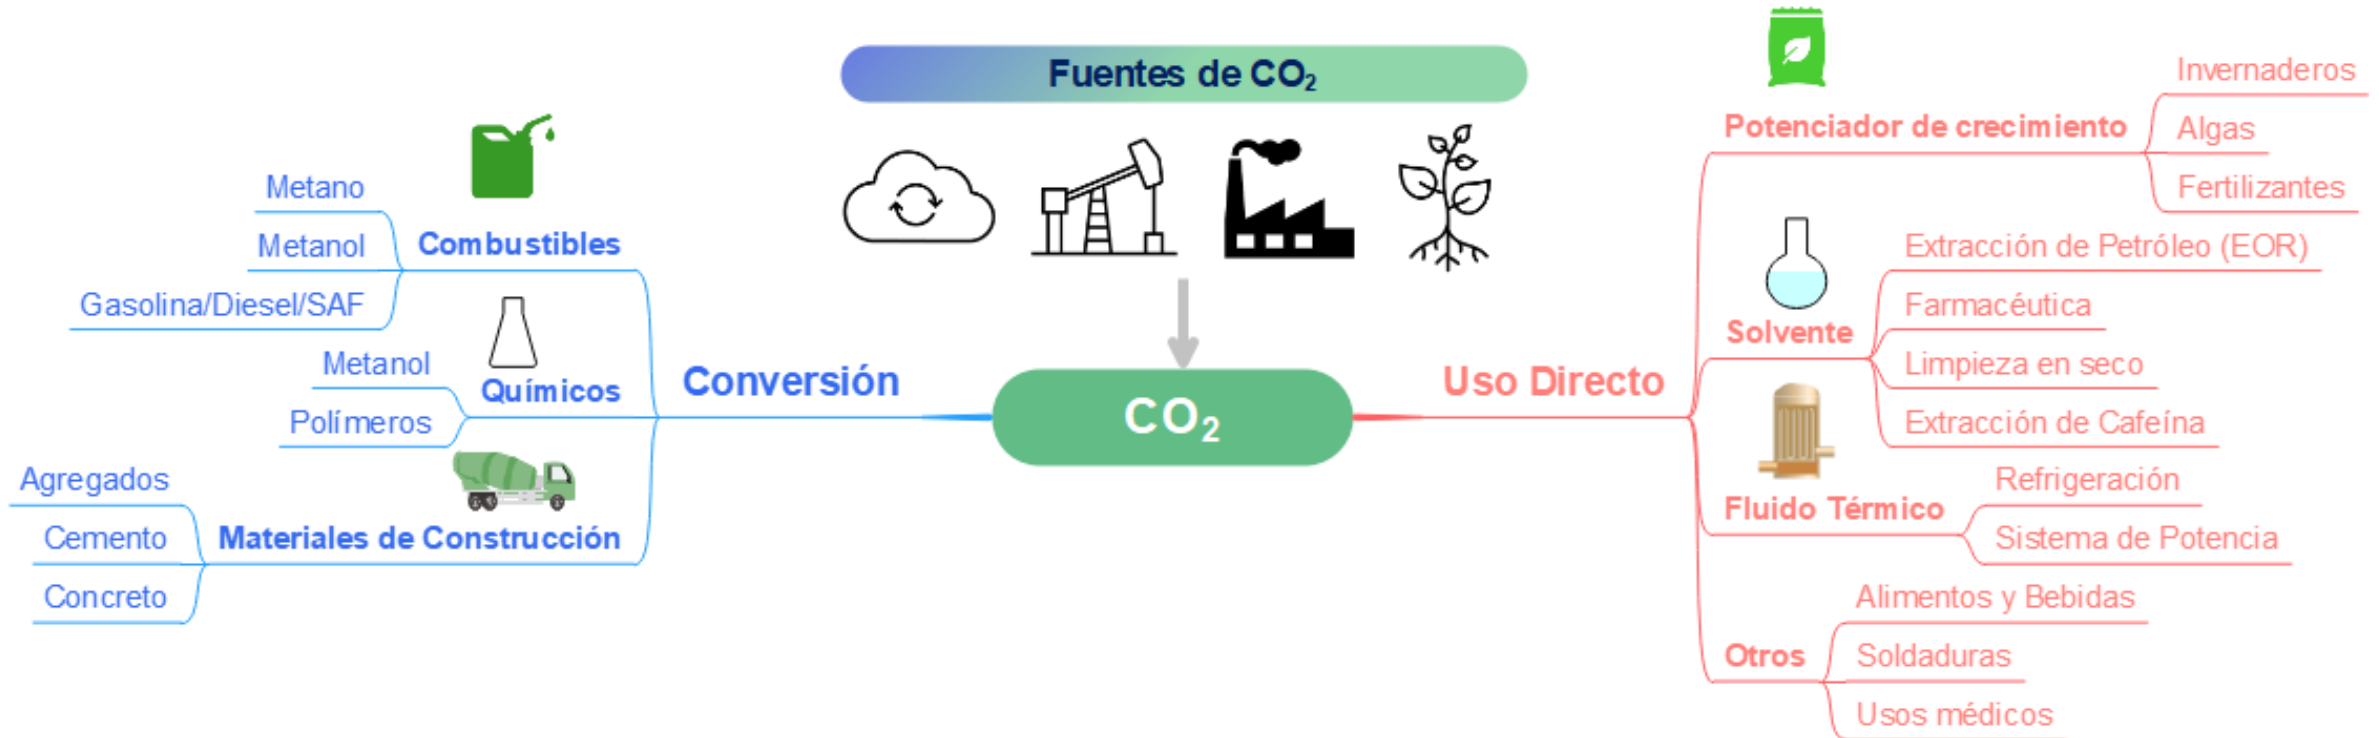 Fuentes de CO₂
Metano
Metanol
Gasolina/Diesel/SAF
Combustibles
Metanol
Polímeros
Químicos
Agregados
Cemento
Concreto
Materiales de Construcción
Conversión
CO₂
Uso Directo
Potenciador de crecimiento
Invernaderos
Algas
Fertilizantes
Solvente
Extracción de Petróleo (EOR)
Farmacéutica
Limpieza en seco
Extracción de Cafeína
Fluido Térmico
Refrigeración
Sistema de Potencia
Otros
Alimentos y Bebidas
Soldaduras
Usos médicos